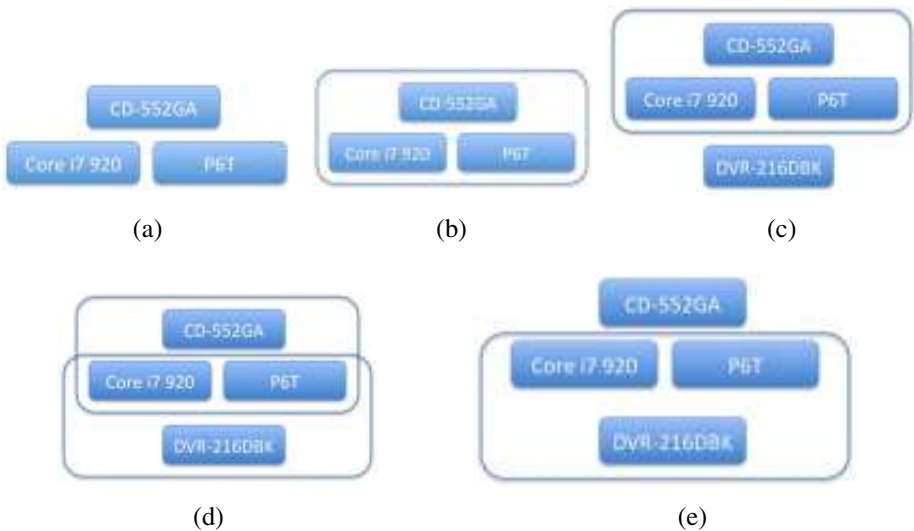 CD-552GA
Core i7 920 P6T
(a)
CD-552GA
Core i7 920 P6T
(b)
CD-552GA
Core i7 920 P6T
DVR-216DBK
(c)
CD-552GA
Core i7 920 P6T
DVR-216DBK
(d)
CD-552GA
Core i7 920 P6T
DVR-216DBK
(e)